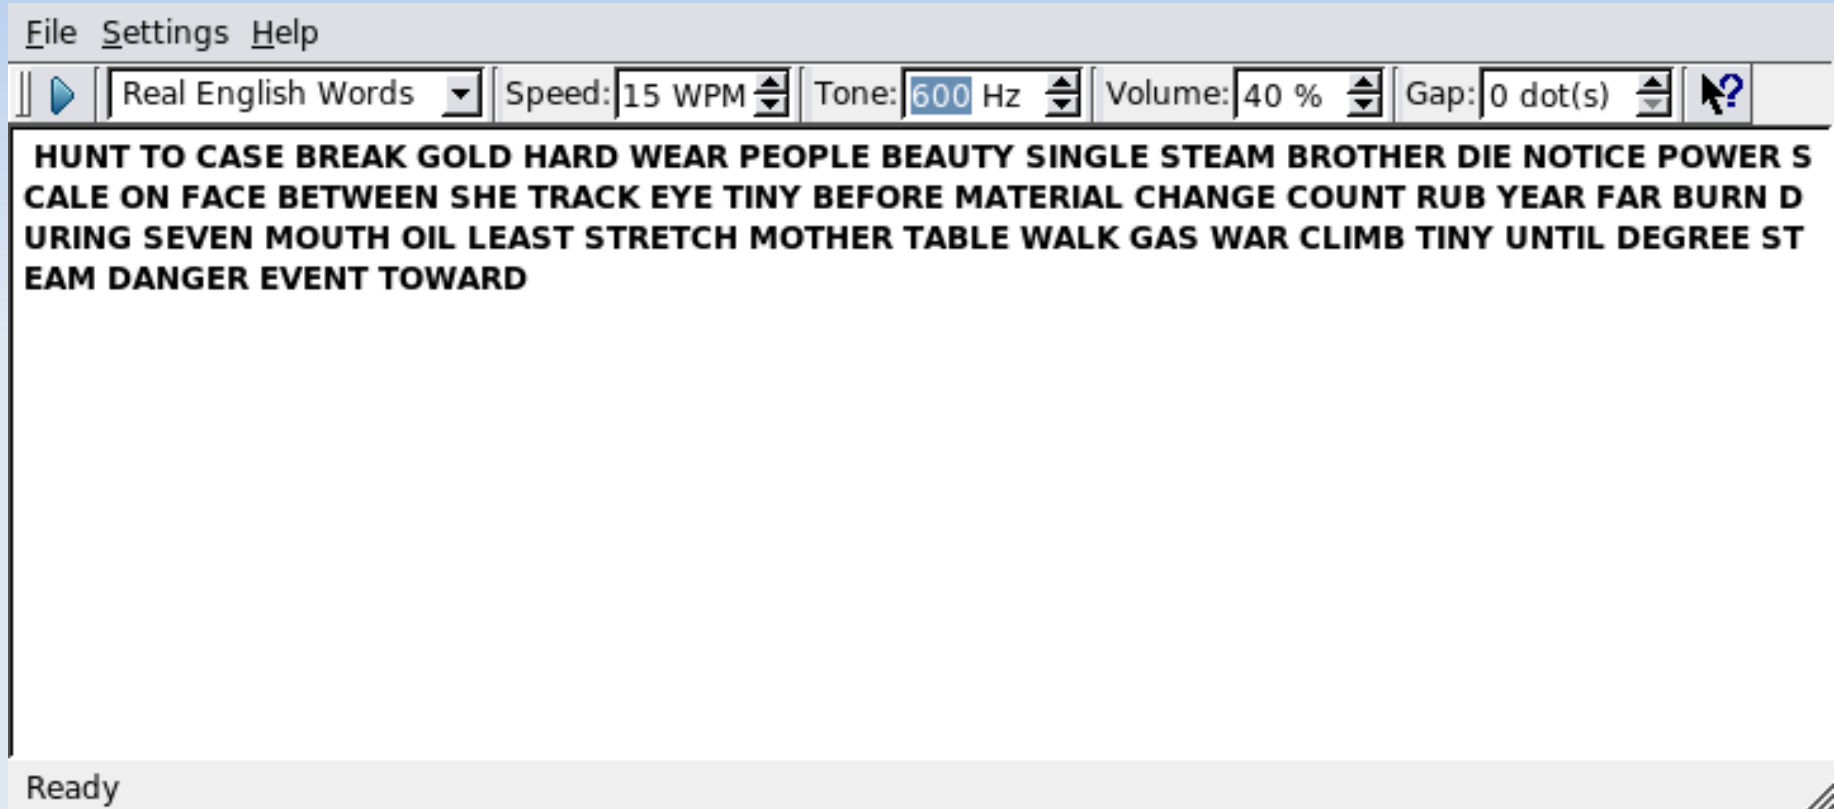 File Settings Help
Real English Words Speed: 15 WPM Tone: 600 Hz Volume: 40 % Gap: 0 dot(s) ?
HUNT TO CASE BREAK GOLD HARD WEAR PEOPLE BEAUTY SINGLE STEAM BROTHER DIE NOTICE POWER S
CALE ON FACE BETWEEN SHE TRACK EYE TINY BEFORE MATERIAL CHANGE COUNT RUB YEAR FAR BURN D
URING SEVEN MOUTH OIL LEAST STRETCH MOTHER TABLE WALK GAS WAR CLIMB TINY UNTIL DEGREE ST
EAM DANGER EVENT TOWARD
Ready